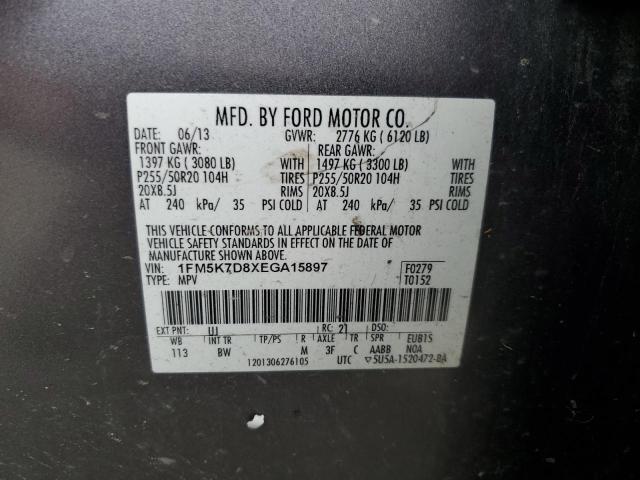 MFD. BY FORD MOTOR CO.
DATE: 06/13 GVWR: 2776 KG ( 6120 LB)
FRONT GAWR: REAR GAWR:
1397 KG ( 3080 LB) WITH 1497 KG ( 3300 LB) WITH
P255/50R20 104H TIRES P255/50R20 104H TIRES
20X8.5J RIMS 20X8.5J RIMS
AT 240 kPa/ 35 PSI COLD AT 240 kPa/ 35 PSI COLD
THIS VEHICLE CONFORMS TO ALL APPLICABLE FEDERAL MOTOR
VEHICLE SAFETY STANDARDS IN EFFECT ON THE DATE OF
MANUFACTURE SHOWN ABOVE.
VIN: 1FM5K7D8XEGA15897 F0279
TYPE: MPV T0152
EXT PNT: UJ RC: 21 DSO:
WB INT TR TP/PS R AXLE TR SPR EUB1S
113 BW M 3F C AABB NOA
1201306276105 UTC ▽5U5A-1520472-BA